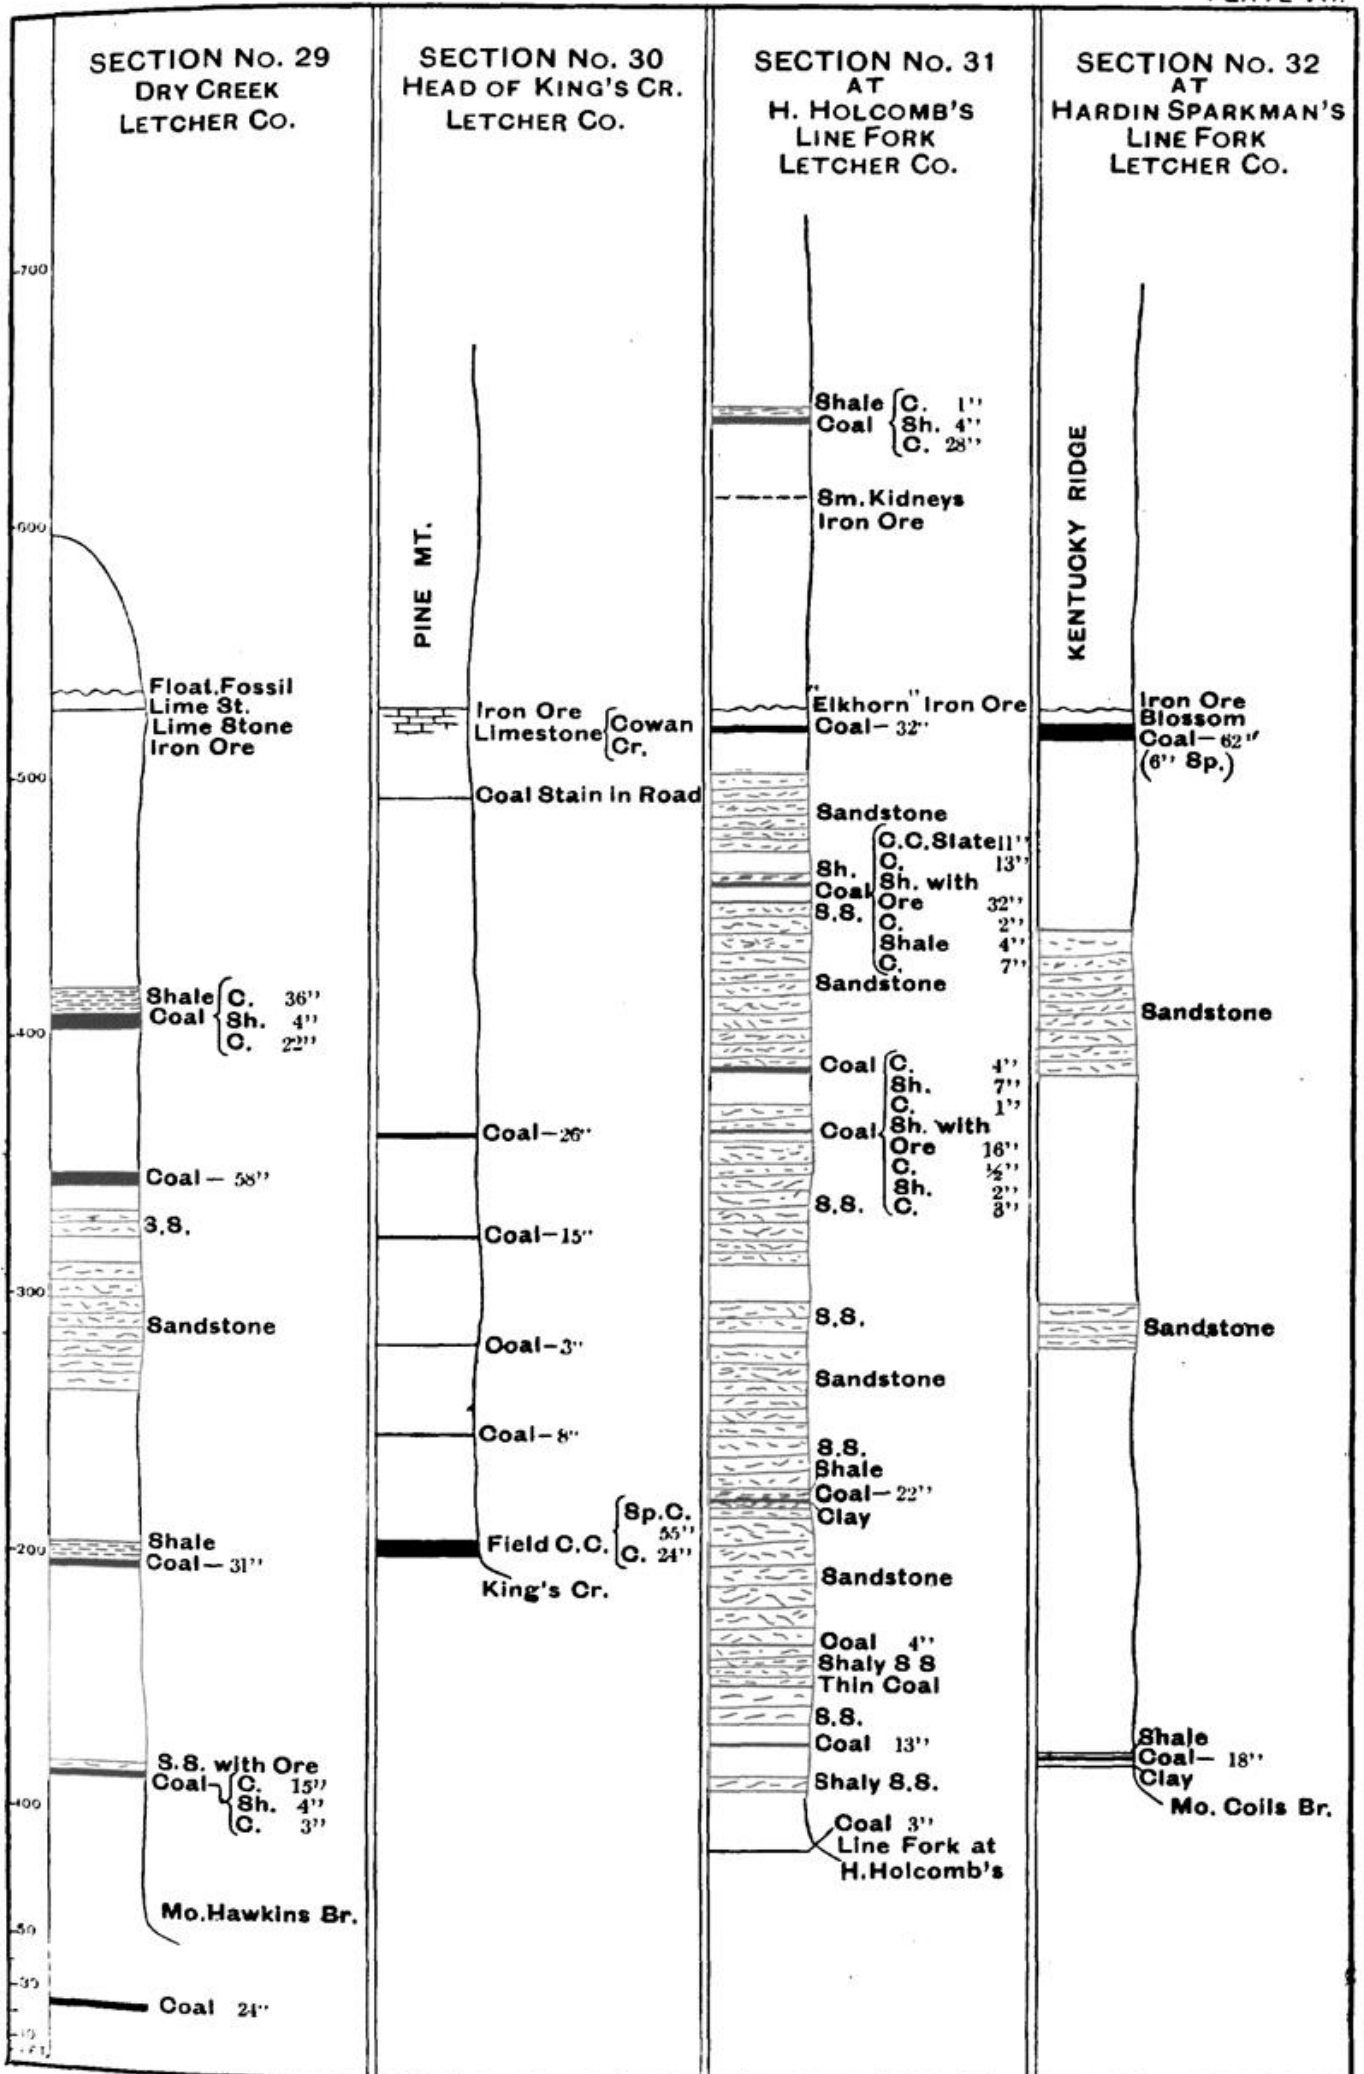 SECTION No. 29
DRY CREEK
LETCHER CO.
700
600
Float.Fossil
Lime St.
Lime Stone
Iron Ore
500
Shale { C. 36"
Coal { Sh. 4"
C. 22"
400
Coal — 58"
S.S.
300
Sandstone
Shale
200
Coal — 31"
S.S. with Ore
Coal { C. 15"
Sh. 4"
C. 3"
100
Mo.Hawkins Br.
50
30
Coal 24"
10
SECTION No. 30
HEAD OF KING'S CR.
LETCHER CO.
PINE MT.
Iron Ore
Limestone { Cowan
Cr.
Coal Stain in Road
Coal — 26"
Coal — 15"
Coal — 3"
Coal — 8"
Sp.C.
55"
Field C.C. { C. 24"
King's Cr.
SECTION No. 31
AT
H. HOLCOMB'S
LINE FORK
LETCHER CO.
Shale { C. 1"
Coal { Sh. 4"
C. 28"
Sm. Kidneys
Iron Ore
"Elkhorn" Iron Ore
Coal — 32"
Sandstone
C.C. Slate 11"
Sh. C. 13"
Coal Sh. with
S.S. Ore 32"
C. 2"
Shale 4"
C. 7"
Sandstone
Coal { C. 4"
Sh. 7"
C. 1"
Coal { Sh. with
Ore 16"
C. ½"
Sh. 2"
S.S. C. 3"
S.S.
Sandstone
S.S.
Shale
Coal — 22"
Clay
Sandstone
Coal 4"
Shaly S S
Thin Coal
S.S.
Coal 13"
Shaly S.S.
Coal 3"
Line Fork at
H.Holcomb's
SECTION No. 32
AT
HARDIN SPARKMAN'S
LINE FORK
LETCHER CO.
KENTUCKY RIDGE
Iron Ore
Blossom
Coal — 62"
(6" Sp.)
Sandstone
Sandstone
Shale
Coal — 18"
Clay
Mo. Coils Br.